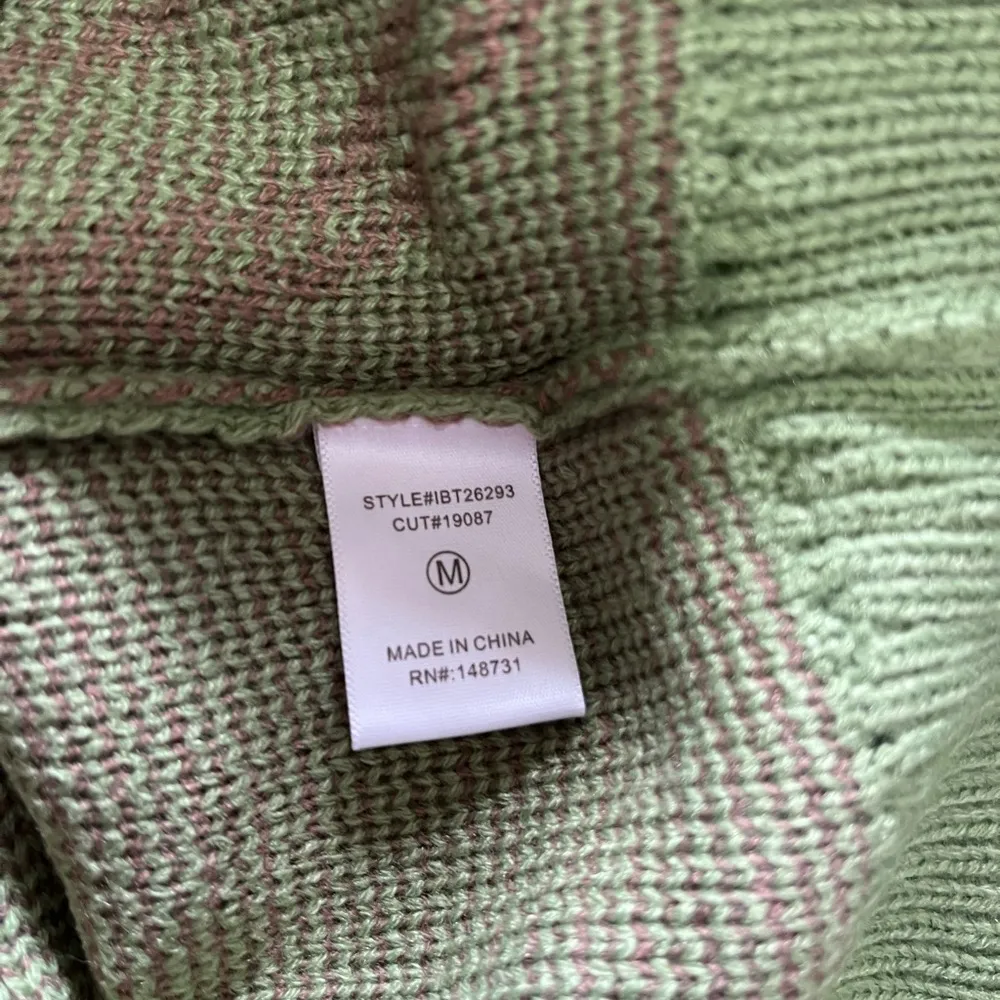 STYLE#IBT26293
CUT#19087
M
MADE IN CHINA
RN#:148731